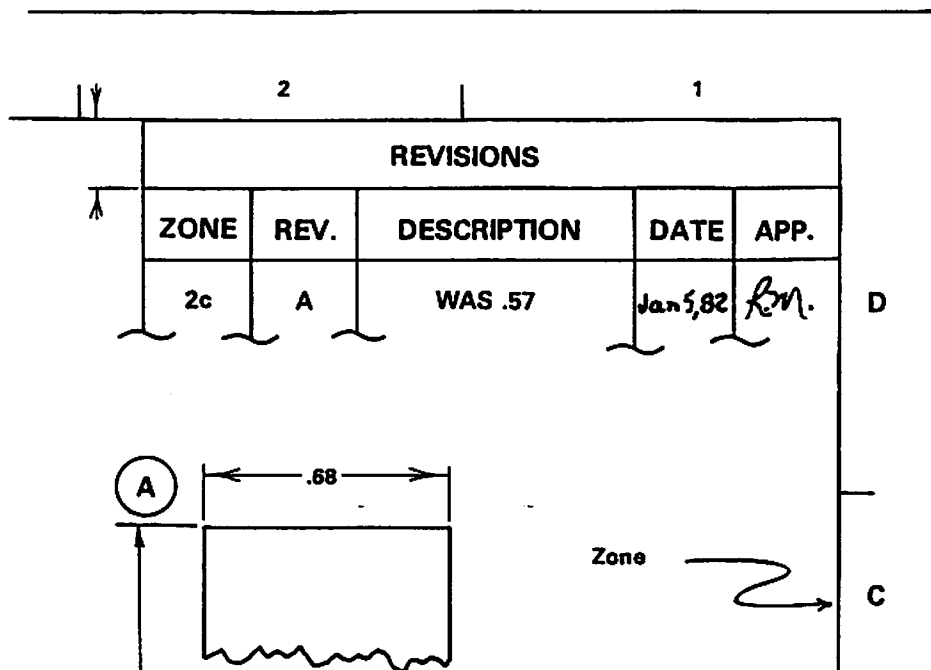 2 1
REVISIONS
ZONE REV. DESCRIPTION DATE APP.
2c A WAS .57 Jan 5,82 R.M. D
A .68
Zone
C